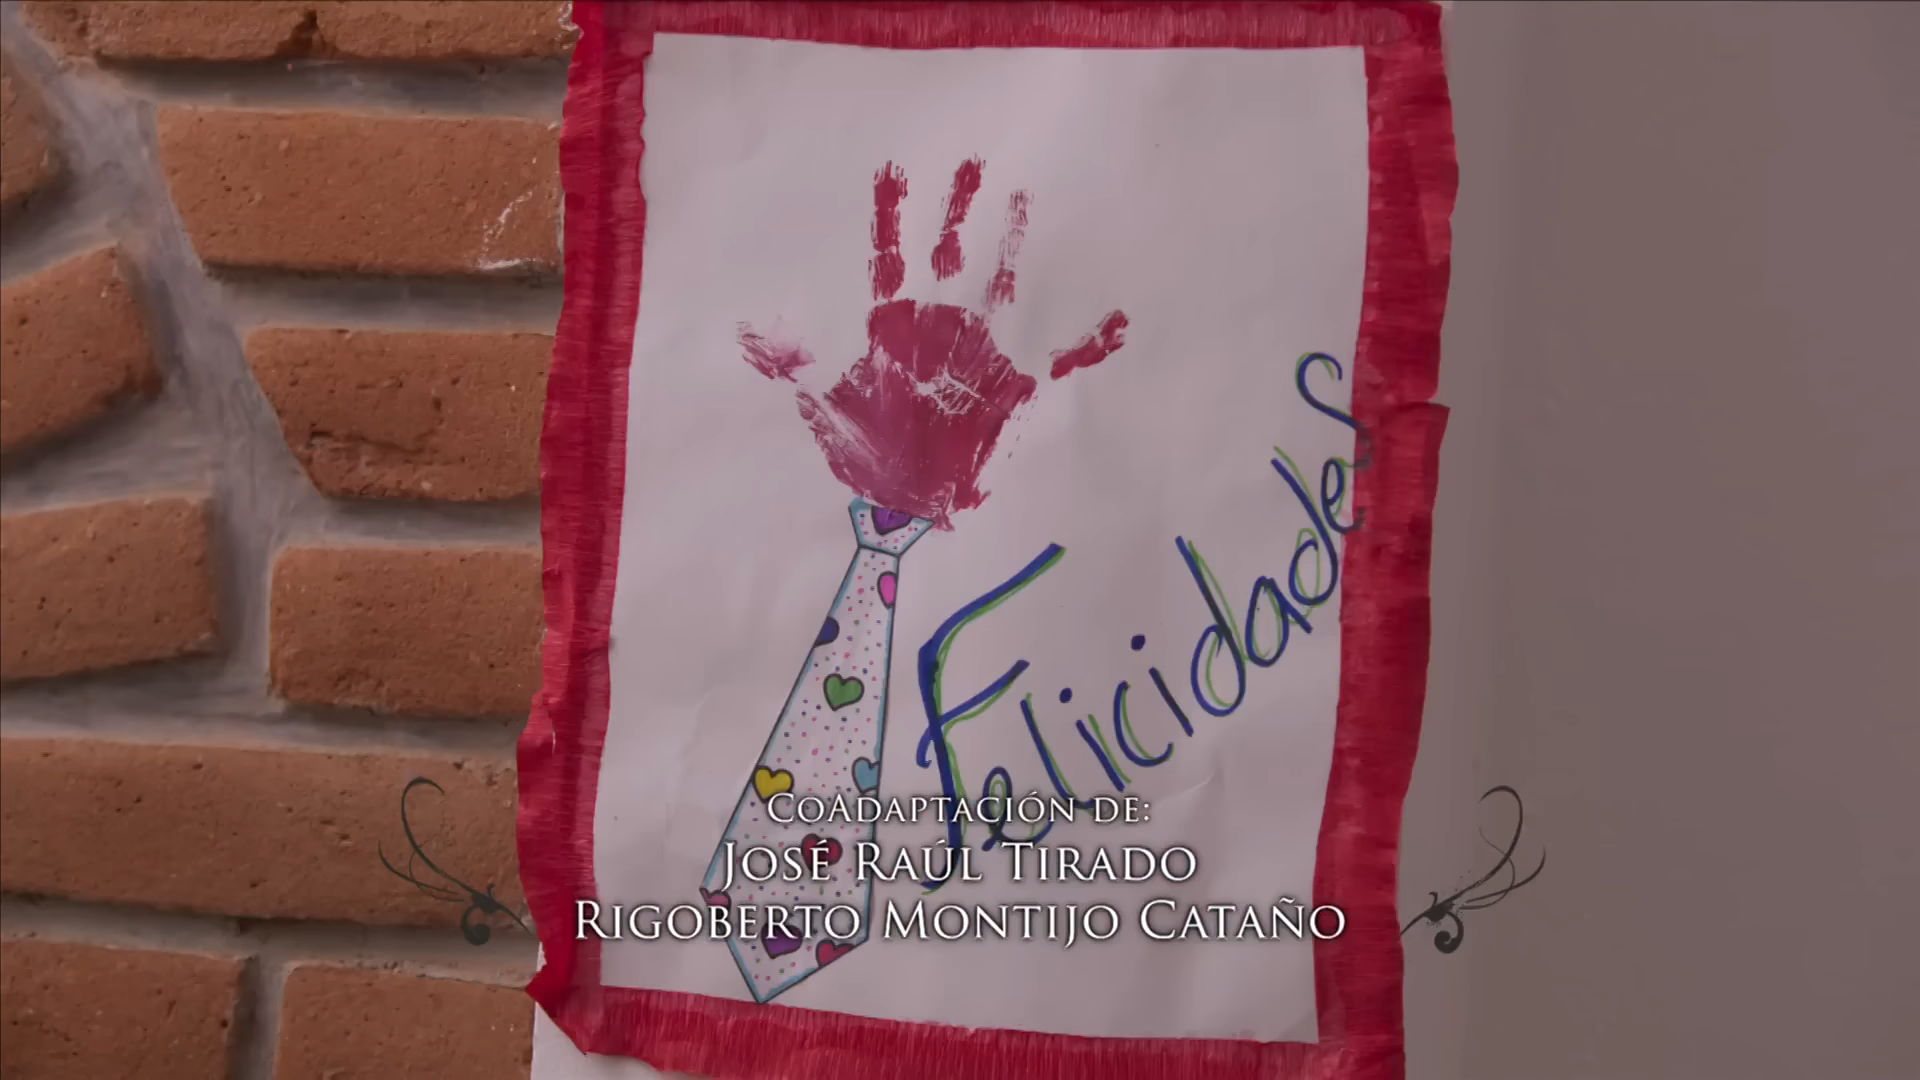 Felicidades
CoAdaptación de:
José Raúl Tirado
Rigoberto Montijo Cataño